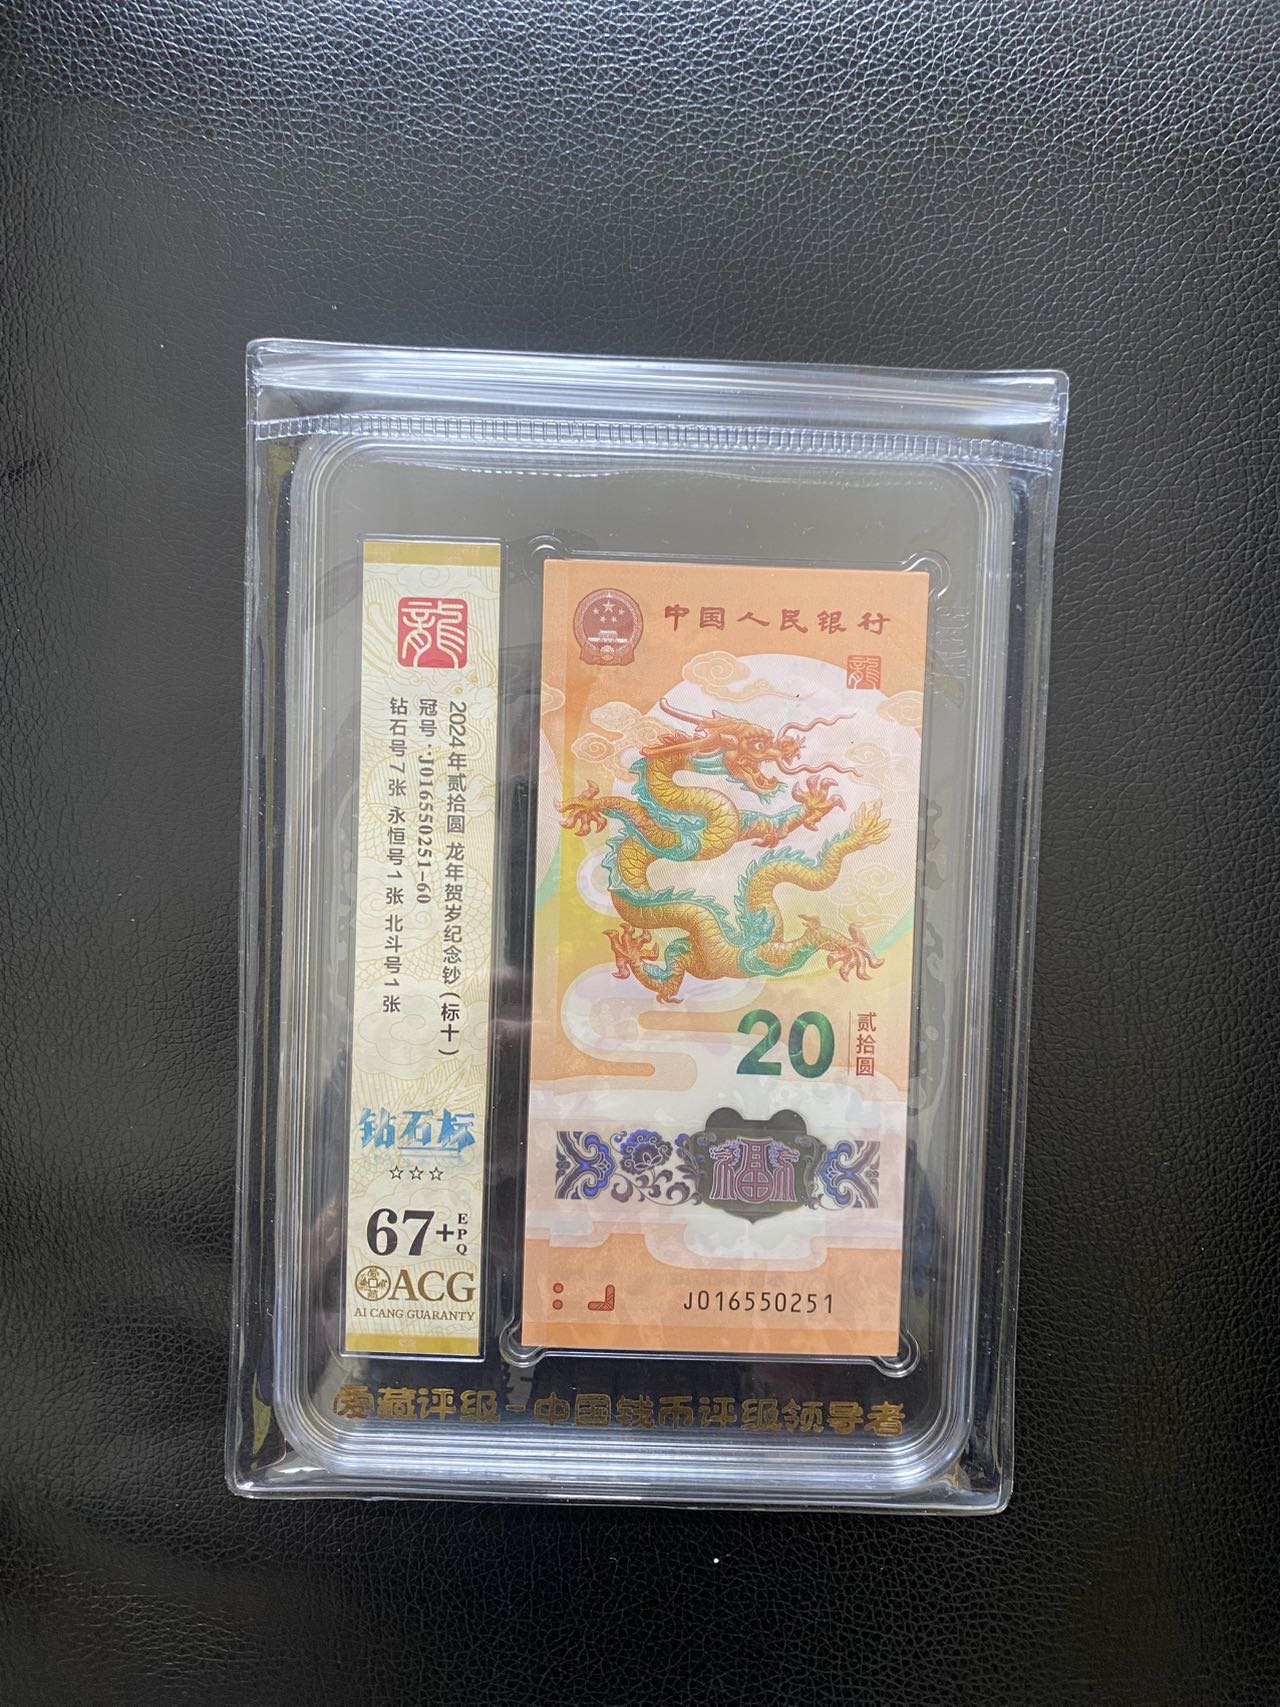 龍
2024年贰拾圆 龙年贺岁纪念钞(标十)
冠号:J016550251-60
钻石号7张 永恒号1张 北斗号1张
钻石标
☆☆☆
67+EPQ
ACG
AI CANG GUARANTY
中国人民银行
龍
20
贰拾圆
福
J016550251
爱藏评级-中国钱币评级领导者